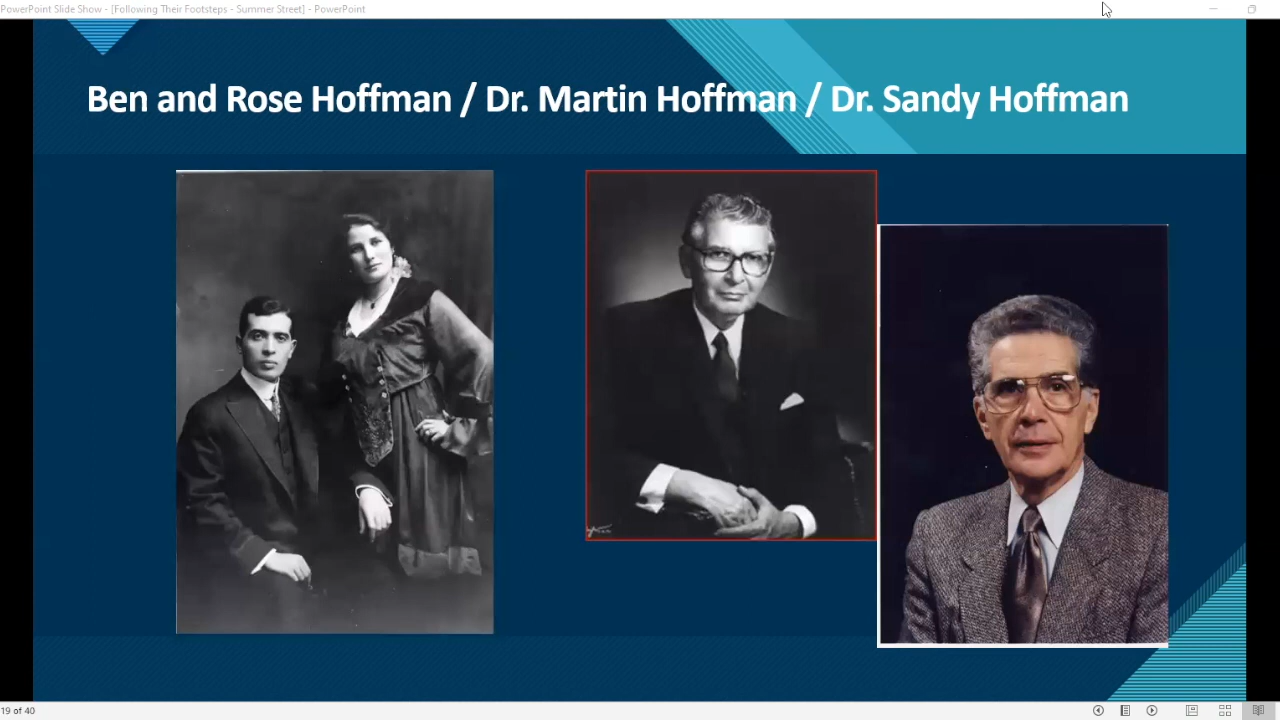 PowerPoint Slide Show - [Following Their Footsteps - Summer Street] - PowerPoint
Ben and Rose Hoffman / Dr. Martin Hoffman / Dr. Sandy Hoffman
19 of 40